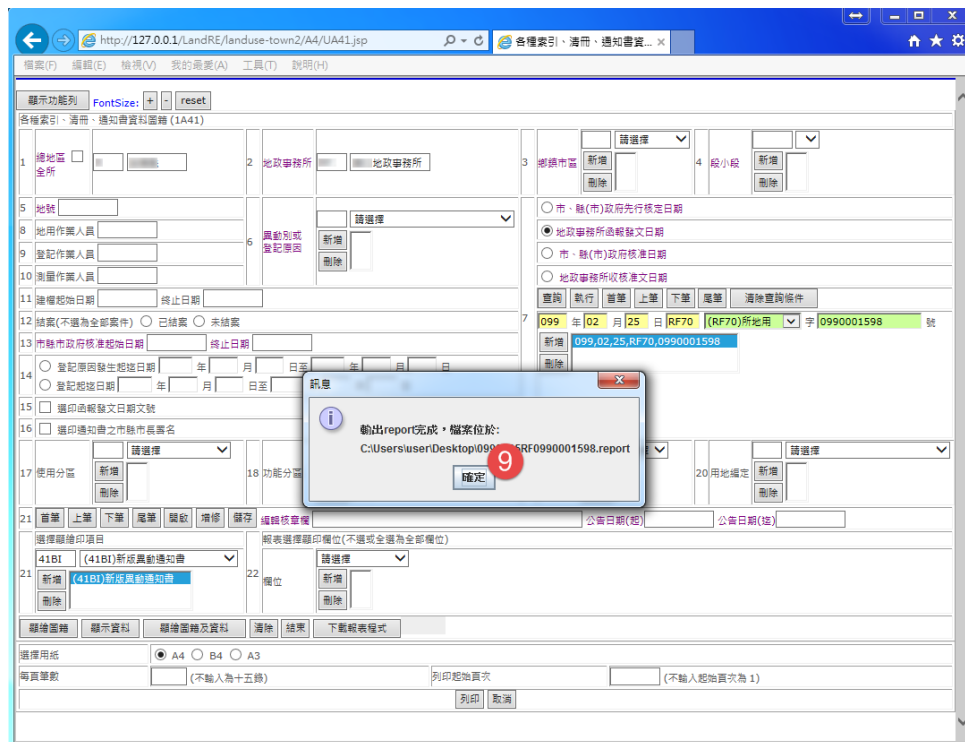 http://127.0.0.1/LandRE/landuse-town2/A4/UA41.jsp
各種索引、清冊、通知書資... ×
檔案(F) 編輯(E) 檢視(V) 我的最愛(A) 工具(T) 說明(H)
顯示功能列 FontSize: + - reset
各種索引、清冊、通知書資料圖籍 (1A41)
1 總地區 全所
2 地政事務所 地政事務所
3 鄉鎮市區 請選擇 新增 刪除
4 段小段 新增 刪除
5 地號
8 地用作業人員
9 登記作業人員
10 測量作業人員
6 異動別或登記原因 請選擇 新增 刪除
市、縣(市)政府先行核定日期
地政事務所函報發文日期
市、縣(市)政府核准日期
地政事務所收核准文日期
11 建檔起始日期 終止日期
查詢 執行 首筆 上筆 下筆 尾筆 清除查詢條件
12 結案(不選為全部案件) 已結案 未結案
7 099 年 02 月 25 日 RF70 (RF70)所地用 字 0990001598 號
13 市縣市政府核准起始日期 終止日期
新增 099,02,25,RF70,0990001598
刪除
14 登記原因發生起迄日期 年 月 日至 年 月 日
登記起迄日期 年 月 日至
15 選印函報發文日期文號
16 選印通知書之市縣市長署名
訊息
輸出report完成，檔案位於:
C:\Users\user\Desktop\099 5RF0990001598.report
9
確定
17 使用分區 請選擇 新增 刪除
18 功能分區
20 用地編定 請選擇 新增 刪除
21 首筆 上筆 下筆 尾筆 開啟 增修 儲存 編輯核章欄 公告日期(起) 公告日期(迄)
選擇顯繪印項目 報表選擇顯印欄位(不選或全選為全部欄位)
21 41BI (41BI)新版異動通知書
新增 (41BI)新版異動通知書
刪除
22 欄位 請選擇 新增 刪除
顯繪圖籍 顯示資料 顯繪圖籍及資料 清除 結束 下載報表程式
選擇用紙 A4 B4 A3
每頁筆數 (不輸入為十五錄) 列印起始頁次 (不輸入起始頁次為 1)
列印 取消